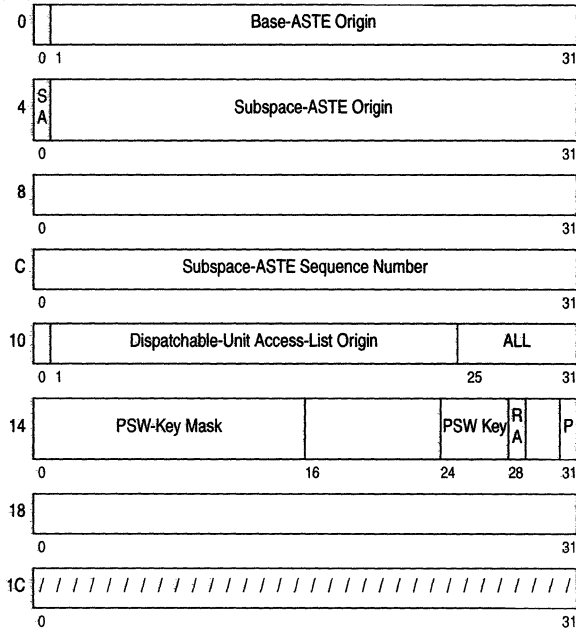 0 Base-ASTE Origin
0 1 31
4 S A Subspace-ASTE Origin
0 31
8
0 31
C Subspace-ASTE Sequence Number
0 31
10 Dispatchable-Unit Access-List Origin ALL
0 1 25 31
14 PSW-Key Mask PSW Key R A P
0 16 24 28 31
18
0 31
1C / / / / / / / / / / / / / / / / / / / / / / / / / / / / / / / /
0 31